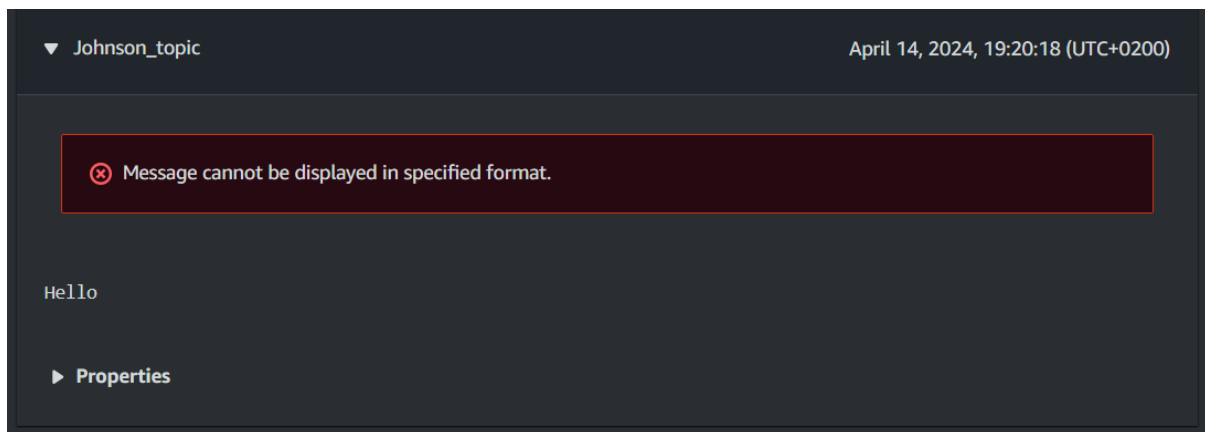 Johnson_topic April 14, 2024, 19:20:18 (UTC+0200)
Message cannot be displayed in specified format.
Hello
Properties